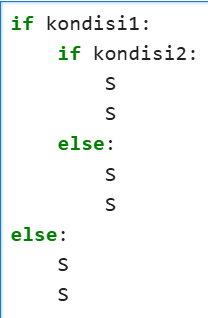 if kondisi1:
    if kondisi2:
        S
        S
    else:
        S
        S
else:
    S
    S